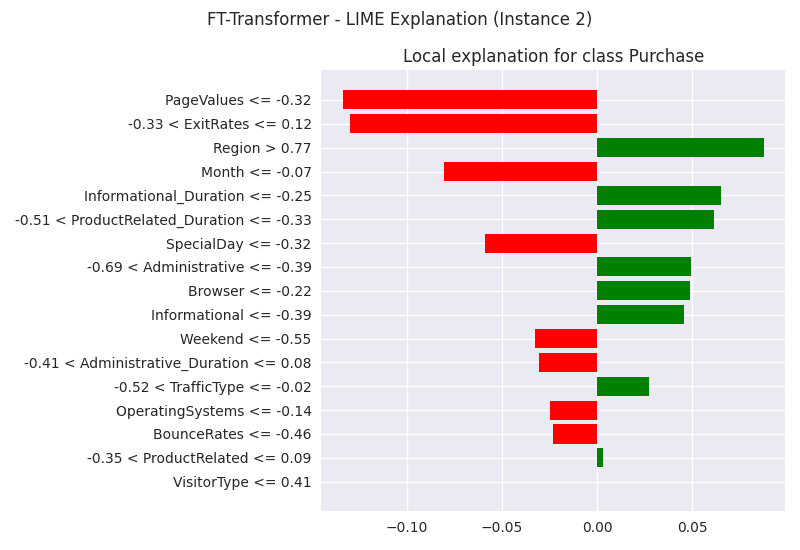 FT-Transformer - LIME Explanation (Instance 2)
Local explanation for class Purchase
PageValues <= -0.32
-0.33 < ExitRates <= 0.12
Region > 0.77
Month <= -0.07
Informational_Duration <= -0.25
-0.51 < ProductRelated_Duration <= -0.33
SpecialDay <= -0.32
-0.69 < Administrative <= -0.39
Browser <= -0.22
Informational <= -0.39
Weekend <= -0.55
-0.41 < Administrative_Duration <= 0.08
-0.52 < TrafficType <= -0.02
OperatingSystems <= -0.14
BounceRates <= -0.46
-0.35 < ProductRelated <= 0.09
VisitorType <= 0.41
−0.10 −0.05 0.00 0.05